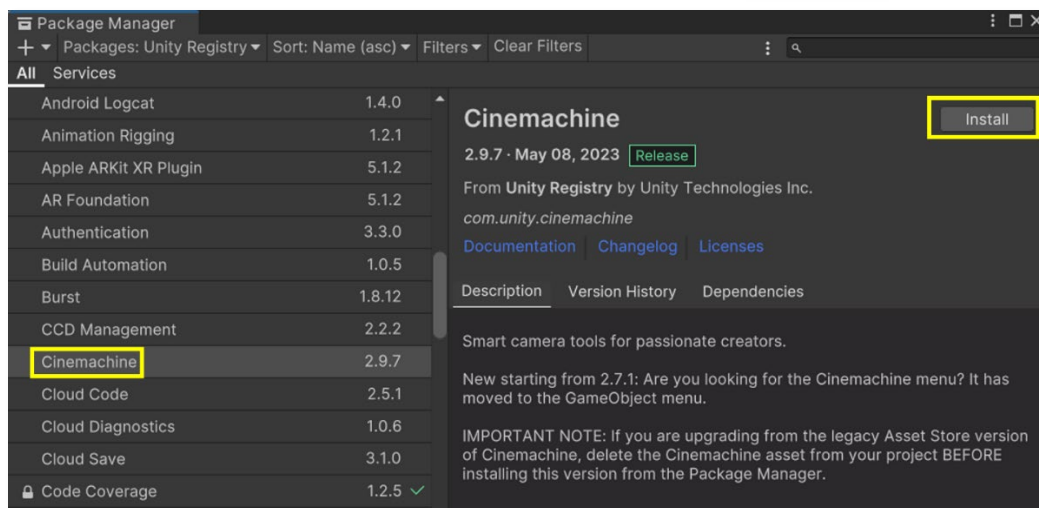 Package Manager
+ Packages: Unity Registry Sort: Name (asc) Filters Clear Filters
All Services
Android Logcat 1.4.0
Animation Rigging 1.2.1
Apple ARKit XR Plugin 5.1.2
AR Foundation 5.1.2
Authentication 3.3.0
Build Automation 1.0.5
Burst 1.8.12
CCD Management 2.2.2
Cinemachine 2.9.7
Cloud Code 2.5.1
Cloud Diagnostics 1.0.6
Cloud Save 3.1.0
Code Coverage 1.2.5
Cinemachine
Install
2.9.7 · May 08, 2023 Release
From Unity Registry by Unity Technologies Inc.
com.unity.cinemachine
Documentation Changelog Licenses
Description Version History Dependencies
Smart camera tools for passionate creators.
New starting from 2.7.1: Are you looking for the Cinemachine menu? It has
moved to the GameObject menu.
IMPORTANT NOTE: If you are upgrading from the legacy Asset Store version
of Cinemachine, delete the Cinemachine asset from your project BEFORE
installing this version from the Package Manager.